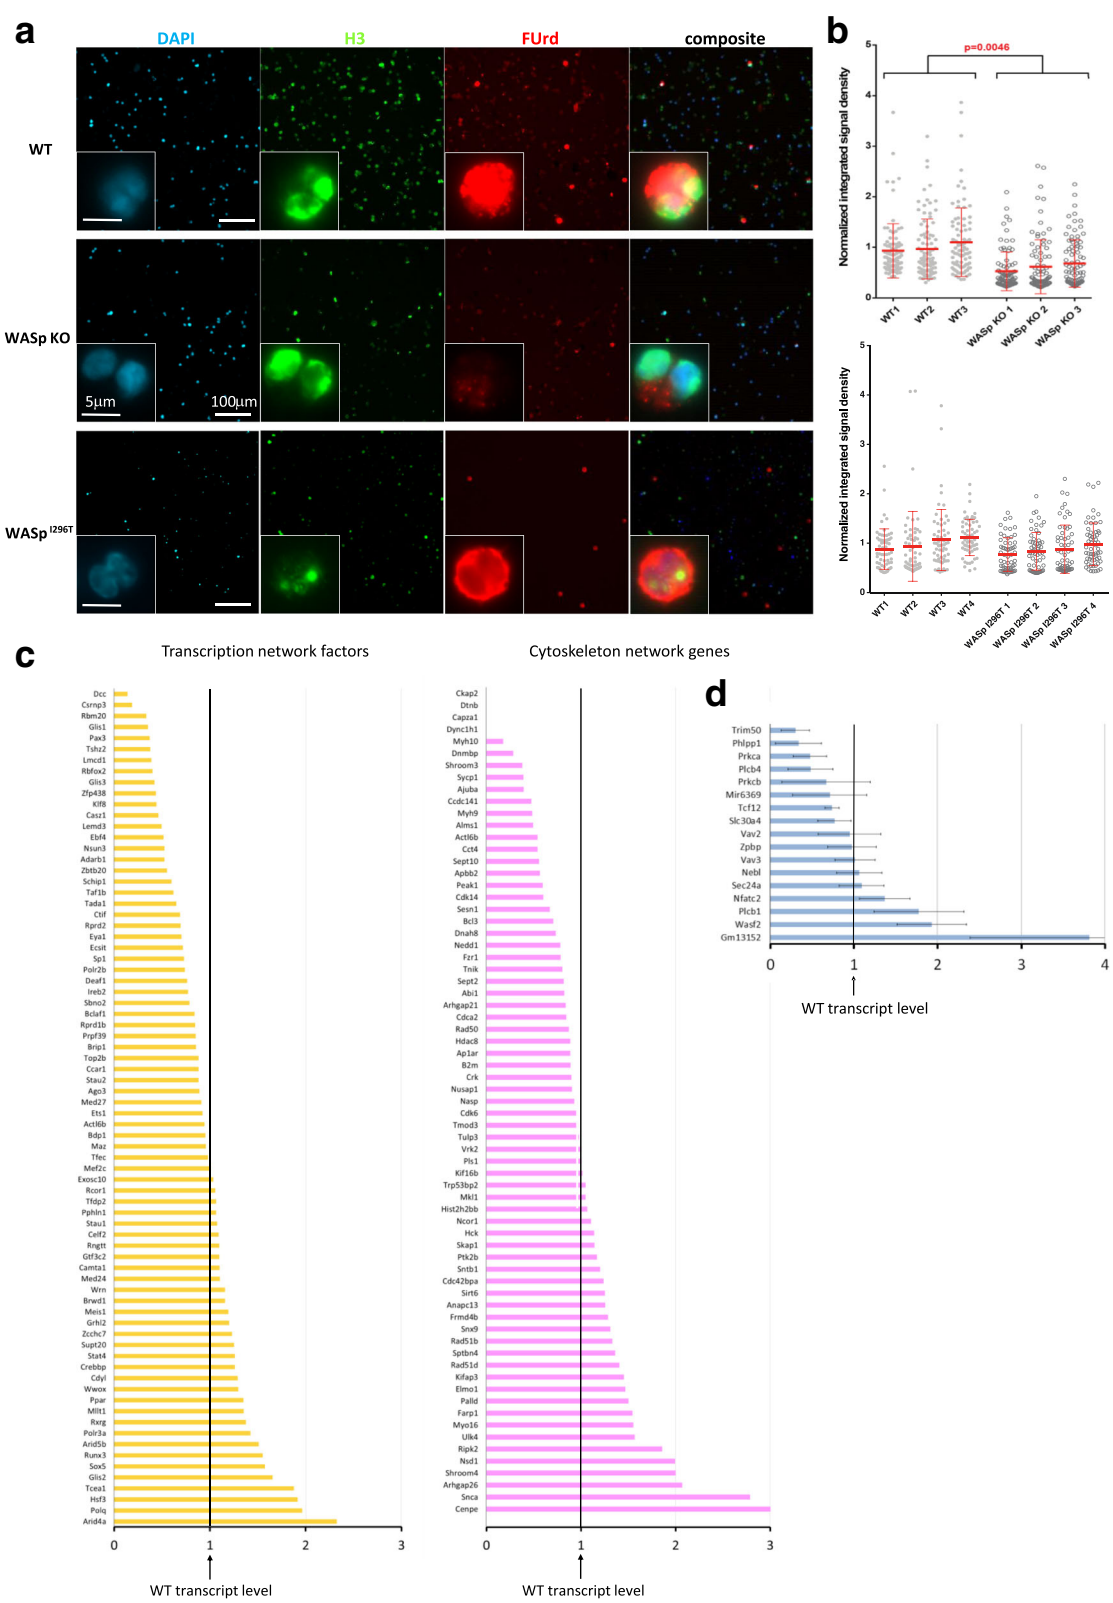 a
DAPI
H3
FUrd
composite
WT
WASp KO
5μm
100μm
WASp I296T
b
p=0.0046
Normalized integrated signal density
5
4
3
2
1
0
WT1
WT2
WT3
WASp KO 1
WASp KO 2
WASp KO 3
Normalized integrated signal density
5
4
3
2
1
0
WT1
WT2
WT3
WT4
WASp I296T 1
WASp I296T 2
WASp I296T 3
WASp I296T 4
c
Transcription network factors
Dcc
Csrnp3
Rbm20
Glis1
Pax3
Tshz2
Lmcd1
Rbfox2
Glis3
Zfp438
Klf8
Casz1
Lemd3
Ebf4
Nsun3
Adarb1
Zbtb20
Schip1
Taf1b
Tada1
Ctif
Rprd2
Eya1
Ecsit
Sp1
Polr2b
Deaf1
Ireb2
Sbno2
Bclaf1
Rprd1b
Prpf39
Brip1
Top2b
Ccar1
Stau2
Ago3
Med27
Ets1
Actl6b
Bdp1
Maz
Tfec
Mef2c
Exosc10
Rcor1
Tfdp2
Pphln1
Stau1
Celf2
Rngtt
Gtf3c2
Camta1
Med24
Wrn
Brwd1
Meis1
Grhl2
Zcchc7
Supt20
Stat4
Crebbp
Cdyl
Wwox
Ppar
Mllt1
Rxrg
Polr3a
Arid5b
Runx3
Sox5
Glis2
Tcea1
Hsf3
Polq
Arid4a
0 1 2 3
WT transcript level
Cytoskeleton network genes
Ckap2
Dtnb
Capza1
Dync1h1
Myh10
Dnmbp
Shroom3
Sycp1
Ajuba
Ccdc141
Myh9
Alms1
Actl6b
Cct4
Sept10
Apbb2
Peak1
Cdk14
Sesn1
Bcl3
Dnah8
Nedd1
Fzr1
Tnik
Sept2
Abi1
Arhgap21
Cdca2
Rad50
Hdac8
Ap1ar
B2m
Crk
Nusap1
Nasp
Cdk6
Tmod3
Tulp3
Vrk2
Pls1
Kif16b
Trp53bp2
Mkl1
Hist2h2bb
Ncor1
Hck
Skap1
Ptk2b
Sntb1
Cdc42bpa
Sirt6
Anapc13
Frmd4b
Snx9
Rad51b
Sptbn4
Rad51d
Kifap3
Elmo1
Palld
Farp1
Myo16
Ulk4
Ripk2
Nsd1
Shroom4
Arhgap26
Snca
Cenpe
0 1 2 3
WT transcript level
d
Trim50
Phlpp1
Prkca
Plcb4
Prkcb
Mir6369
Tcf12
Slc30a4
Vav2
Zpbp
Vav3
Nebl
Sec24a
Nfatc2
Plcb1
Wasf2
Gm13152
0 1 2 3 4
WT transcript level